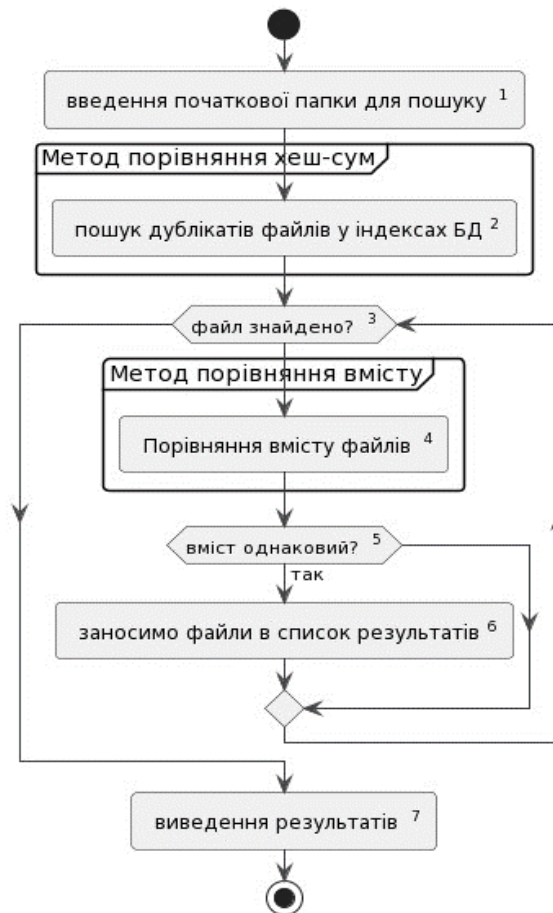 введення початкової папки для пошуку 1
Метод порівняння хеш-сум
пошук дублікатів файлів у індексах БД 2
файл знайдено? 3
Метод порівняння вмісту
Порівняння вмісту файлів 4
вміст однаковий? 5
так
заносимо файли в список результатів 6
виведення результатів 7